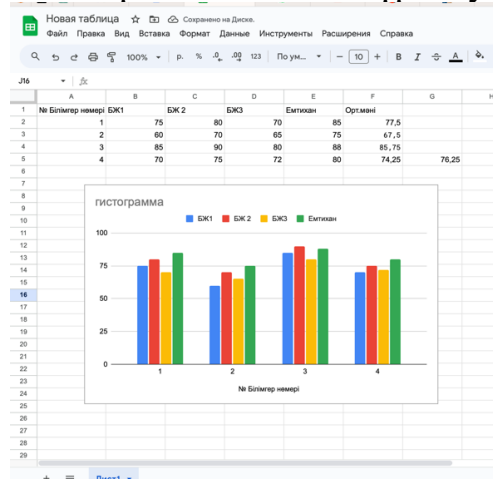 Новая таблица Сохранено на Диске.
Файл Правка Вид Вставка Формат Данные Инструменты Расширения Справка
100% р. % .0 .00 123 По ум... − 10 + B I A
J16 fx
A B C D E F G H
1 № Білімгер нөмері БЖ1 БЖ 2 БЖ3 Емтихан Орт.мәні
2 1 75 80 70 85 77,5
3 2 60 70 65 75 67,5
4 3 85 90 80 88 85,75
5 4 70 75 72 80 74,25 76,25
6
7
8
9
10
11
12
13
14
15
16
17
18
19
20
21
22
23
24
25
26
27
28
29
гистограмма
БЖ1 БЖ 2 БЖ3 Емтихан
100
75
50
25
0
1 2 3 4
№ Білімгер нөмері
Лист1